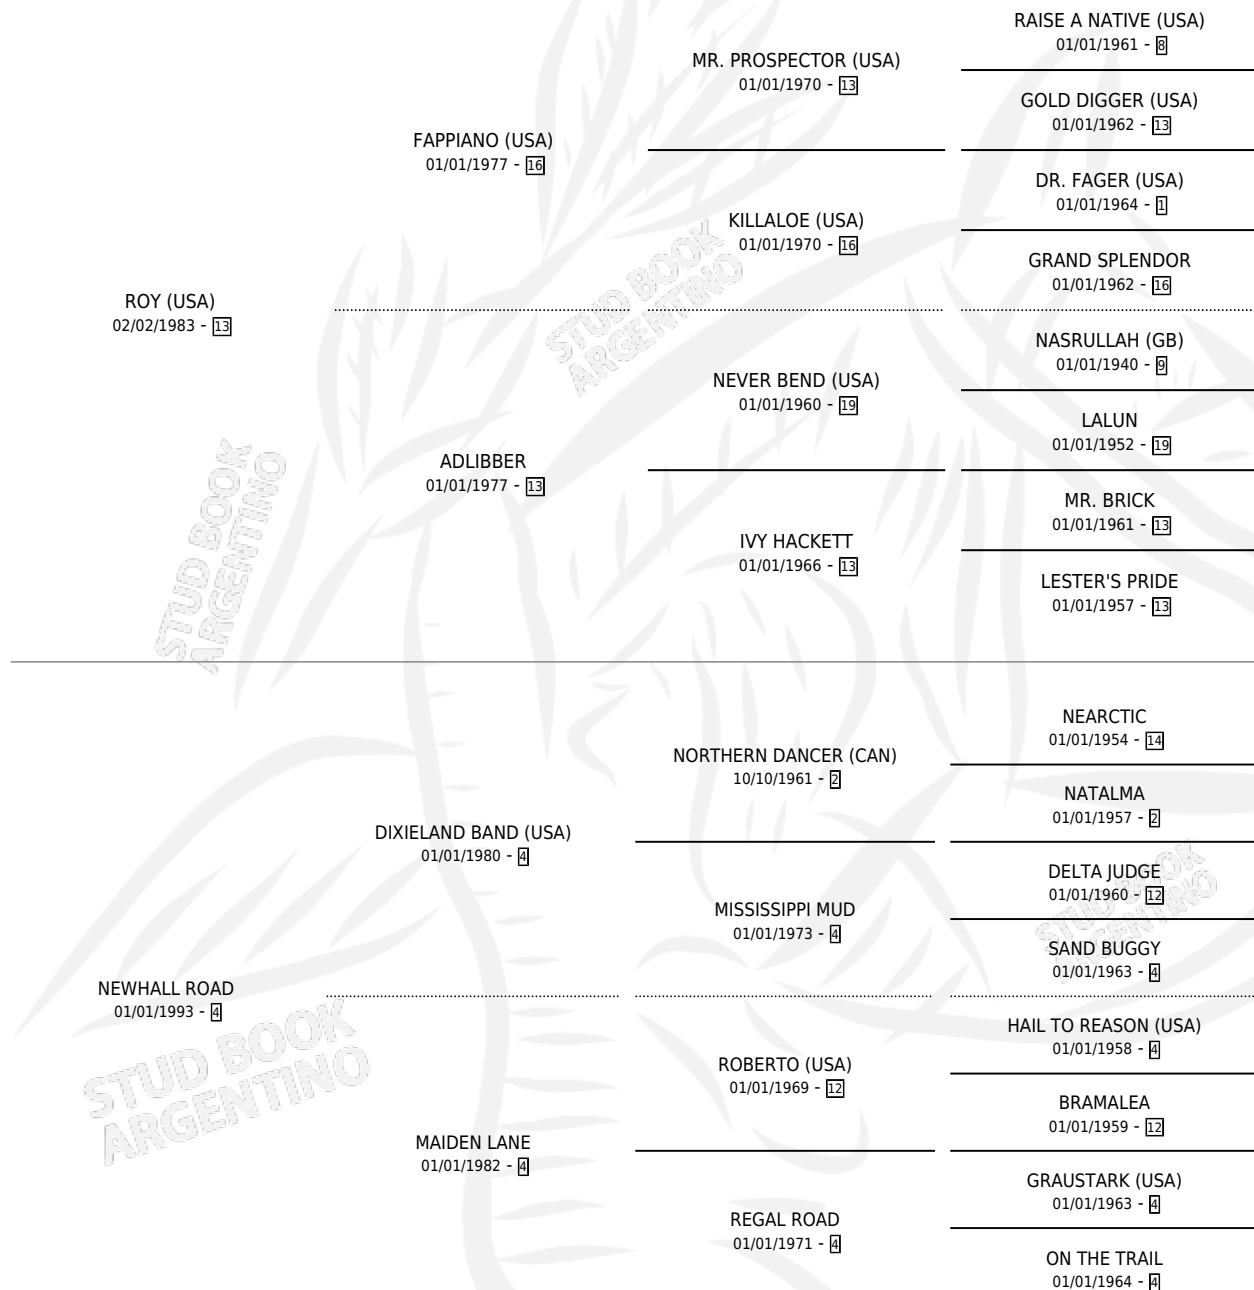 RAISE A NATIVE (USA)
01/01/1961 - 8
MR. PROSPECTOR (USA)
01/01/1970 - 13
GOLD DIGGER (USA)
01/01/1962 - 13
FAPPIANO (USA)
01/01/1977 - 16
DR. FAGER (USA)
01/01/1964 - 1
KILLALOE (USA)
01/01/1970 - 16
GRAND SPLENDOR
01/01/1962 - 16
ROY (USA)
02/02/1983 - 13
STUD BOOK
ARGENTINO
NASRULLAH (GB)
01/01/1940 - 9
NEVER BEND (USA)
01/01/1960 - 19
LALUN
01/01/1952 - 19
ADLIBBER
01/01/1977 - 13
MR. BRICK
01/01/1961 - 13
IVY HACKETT
01/01/1966 - 13
LESTER'S PRIDE
01/01/1957 - 13
STUD BOOK
ARGENTINO
NEARCTIC
01/01/1954 - 14
NORTHERN DANCER (CAN)
10/10/1961 - 2
NATALMA
01/01/1957 - 2
DIXIELAND BAND (USA)
01/01/1980 - 4
DELTA JUDGE
01/01/1960 - 12
STUD BOOK
ARGENTINO
MISSISSIPPI MUD
01/01/1973 - 4
SAND BUGGY
01/01/1963 - 4
NEWHALL ROAD
01/01/1993 - 4
STUD BOOK
ARGENTINO
HAIL TO REASON (USA)
01/01/1958 - 4
ROBERTO (USA)
01/01/1969 - 12
BRAMALEA
01/01/1959 - 12
MAIDEN LANE
01/01/1982 - 4
GRAUSTARK (USA)
01/01/1963 - 4
REGAL ROAD
01/01/1971 - 4
ON THE TRAIL
01/01/1964 - 4